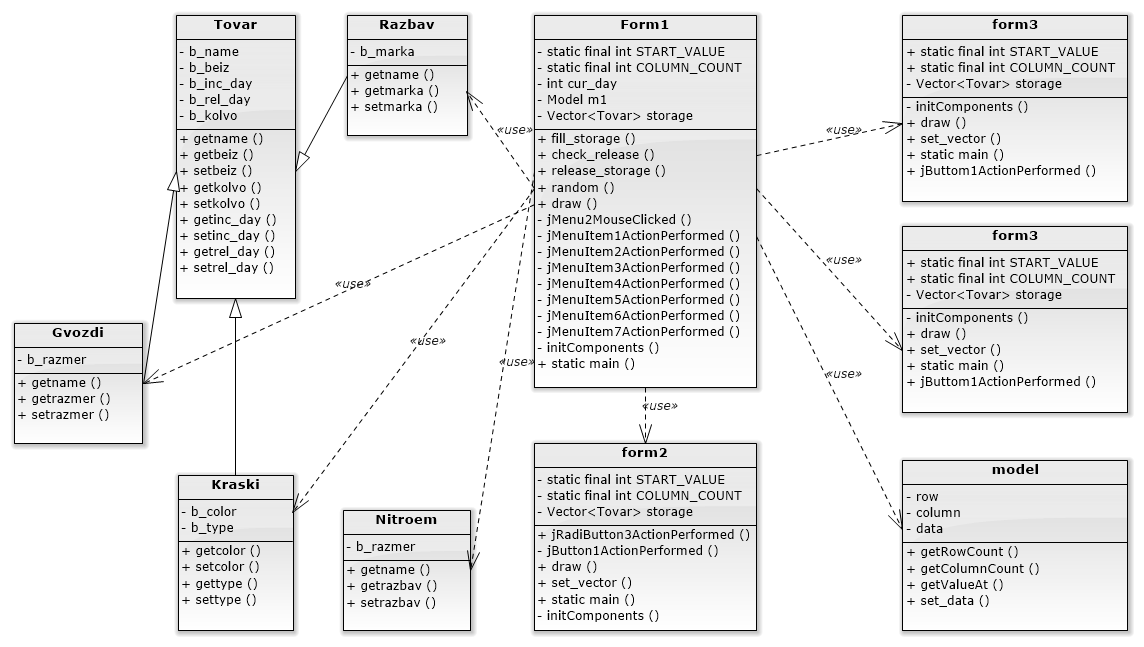 Tovar
- b_name
- b_beiz
- b_inc_day
- b_rel_day
- b_kolvo
+ getname ()
+ getbeiz ()
+ setbeiz ()
+ getkolvo ()
+ setkolvo ()
+ getinc_day ()
+ setinc_day ()
+ getrel_day ()
+ setrel_day ()
Razbav
- b_marka
+ getname ()
+ getmarka ()
+ setmarka ()
Form1
- static final int START_VALUE
- static final int COLUMN_COUNT
- int cur_day
- Model m1
- Vector<Tovar> storage
+ fill_storage ()
+ check_release ()
+ release_storage ()
+ random ()
+ draw ()
- jMenu2MouseClicked ()
- jMenuItem1ActionPerformed ()
- jMenuItem2ActionPerformed ()
- jMenuItem3ActionPerformed ()
- jMenuItem4ActionPerformed ()
- jMenuItem5ActionPerformed ()
- jMenuItem6ActionPerformed ()
- jMenuItem7ActionPerformed ()
- initComponents ()
+ static main ()
form3
+ static final int START_VALUE
+ static final int COLUMN_COUNT
- Vector<Tovar> storage
- initComponents ()
+ draw ()
+ set_vector ()
+ static main ()
+ jButtom1ActionPerformed ()
form3
+ static final int START_VALUE
+ static final int COLUMN_COUNT
- Vector<Tovar> storage
- initComponents ()
+ draw ()
+ set_vector ()
+ static main ()
+ jButtom1ActionPerformed ()
«use»
«use»
«use»
«use»
«use»
«use»
«use»
«use»
Gvozdi
- b_razmer
+ getname ()
+ getrazmer ()
+ setrazmer ()
Kraski
- b_color
- b_type
+ getcolor ()
+ setcolor ()
+ gettype ()
+ settype ()
Nitroem
- b_razmer
+ getname ()
+ getrazbav ()
+ setrazbav ()
form2
- static final int START_VALUE
- static final int COLUMN_COUNT
- Vector<Tovar> storage
+ jRadiButton3ActionPerformed ()
- jButton1ActionPerformed ()
+ draw ()
+ set_vector ()
+ static main ()
- initComponents ()
model
- row
- column
- data
+ getRowCount ()
+ getColumnCount ()
+ getValueAt ()
+ set_data ()